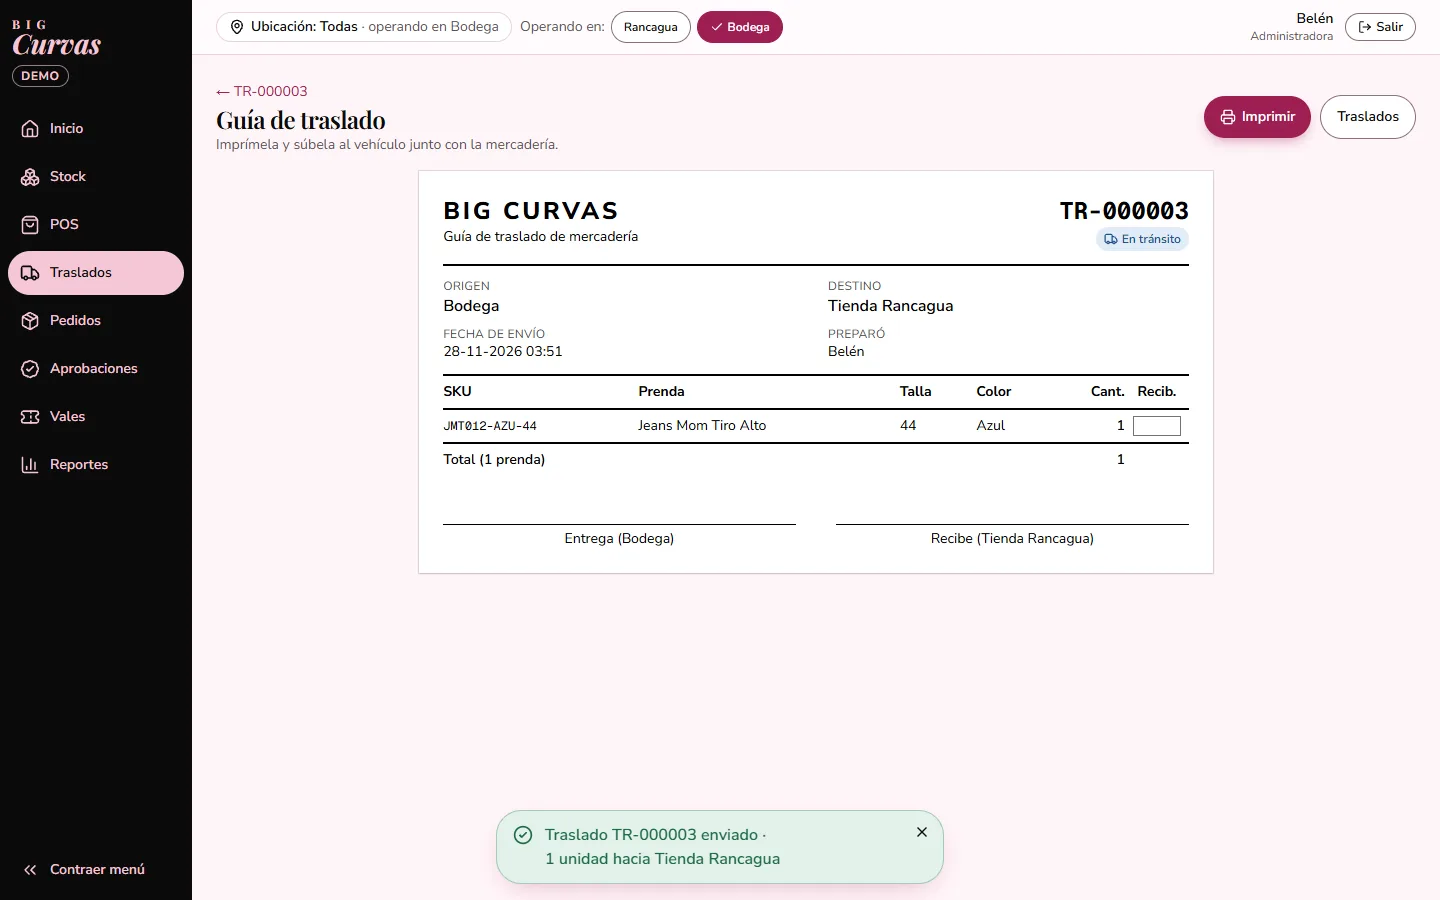 BIG
Curvas
DEMO
Inicio
Stock
POS
Traslados
Pedidos
Aprobaciones
Vales
Reportes
Contraer menú
Ubicación: Todas · operando en Bodega
Operando en:
Rancagua
Bodega
Belén
Administradora
Salir
← TR-000003
Guía de traslado
Imprímela y súbela al vehículo junto con la mercadería.
Imprimir
Traslados
BIG CURVAS
Guía de traslado de mercadería
TR-000003
En tránsito
ORIGEN
Bodega
DESTINO
Tienda Rancagua
FECHA DE ENVÍO
28-11-2026 03:51
PREPARÓ
Belén
SKU Prenda Talla Color Cant. Recib.
JMT012-AZU-44 Jeans Mom Tiro Alto 44 Azul 1
Total (1 prenda) 1
Entrega (Bodega)
Recibe (Tienda Rancagua)
Traslado TR-000003 enviado ·
1 unidad hacia Tienda Rancagua